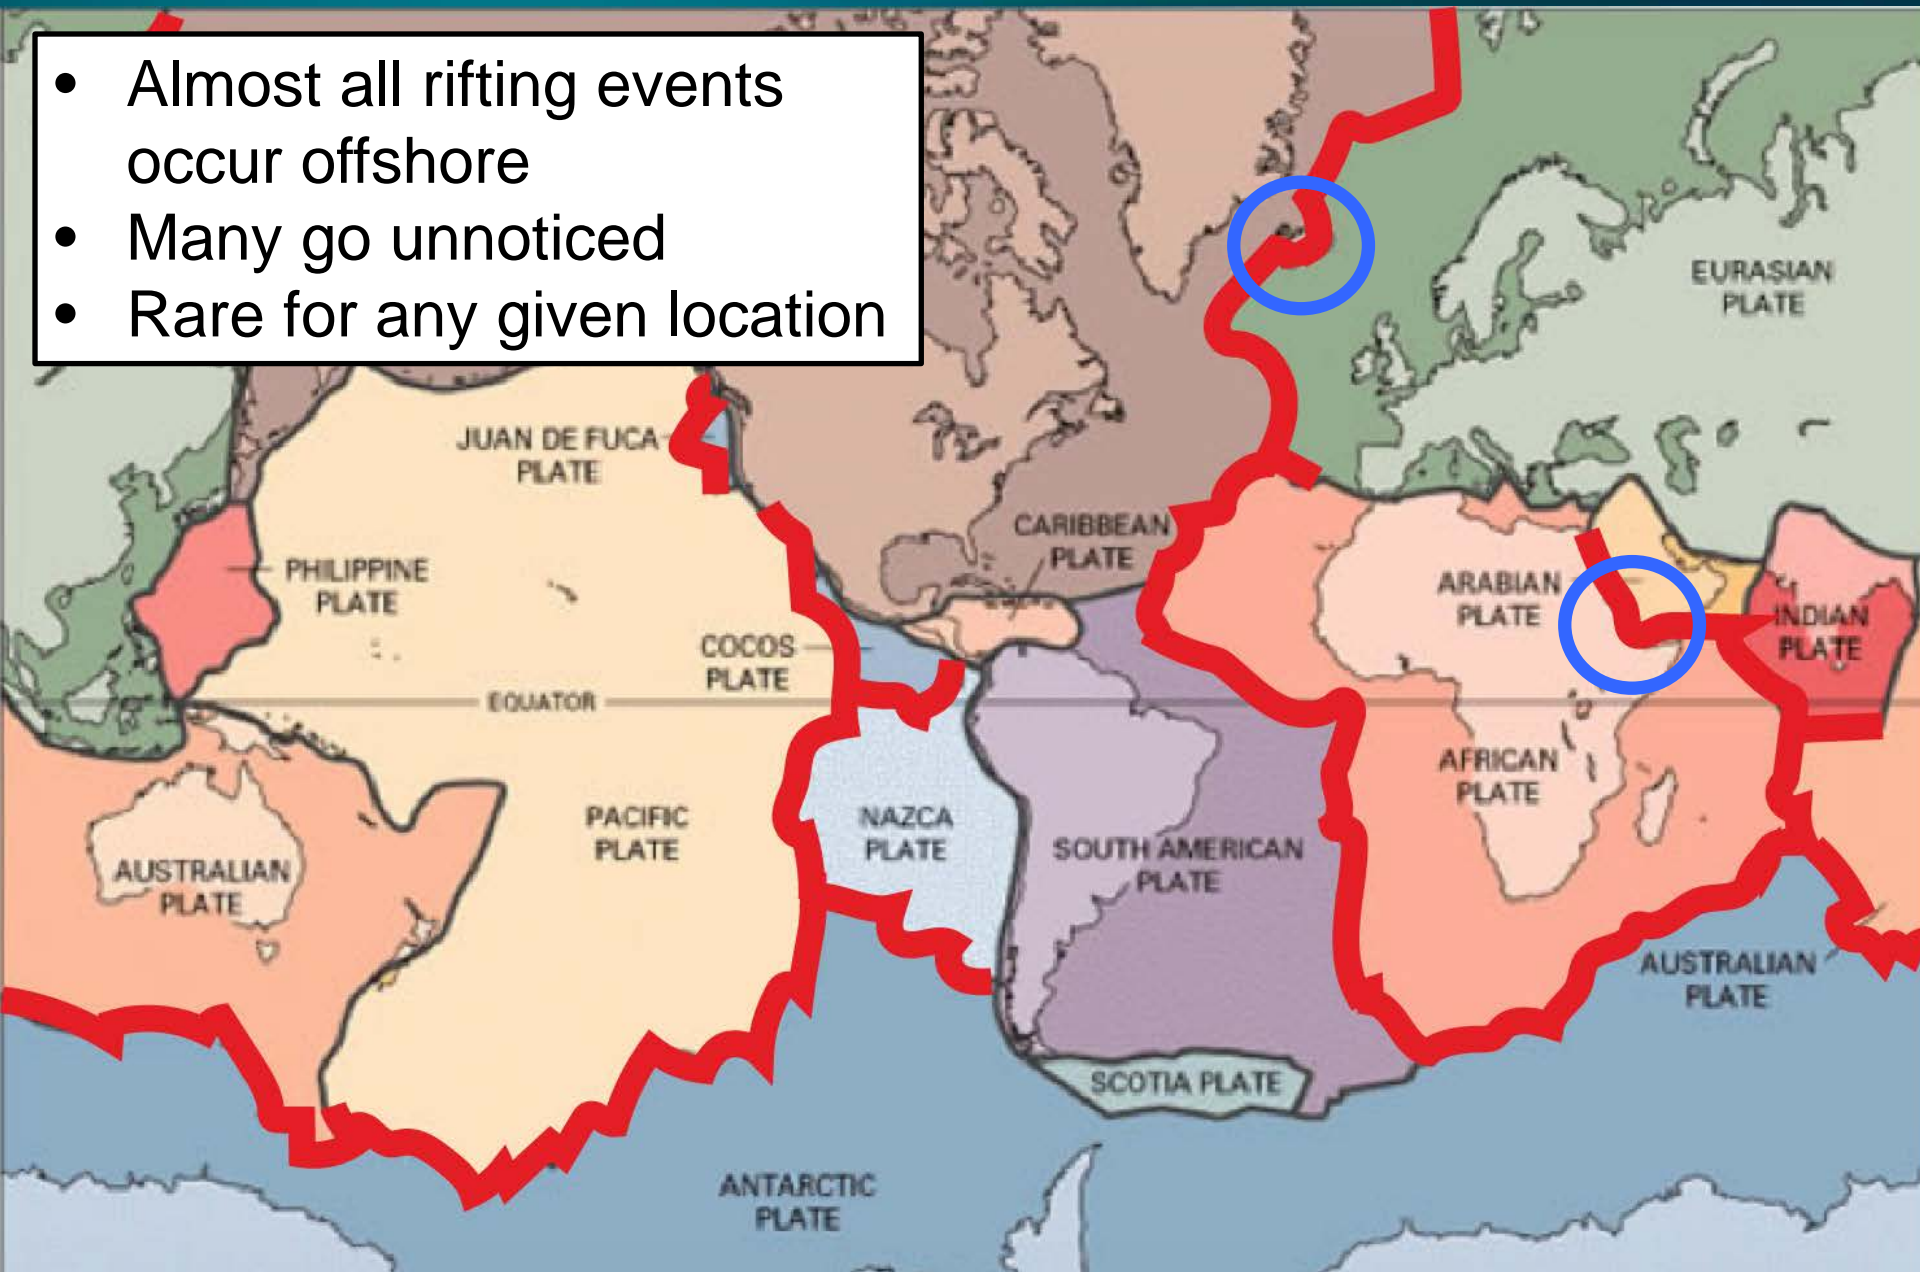 • Almost all rifting events
occur offshore
• Many go unnoticed
• Rare for any given location
EURASIAN
PLATE
JUAN DE FUCA
PLATE
CARIBBEAN
PLATE
PHILIPPINE
PLATE
ARABIAN
PLATE
INDIAN
PLATE
COCOS
PLATE
EQUATOR
AFRICAN
PLATE
PACIFIC
PLATE
NAZCA
PLATE
SOUTH AMERICAN
PLATE
AUSTRALIAN
PLATE
AUSTRALIAN
PLATE
SCOTIA PLATE
ANTARCTIC
PLATE